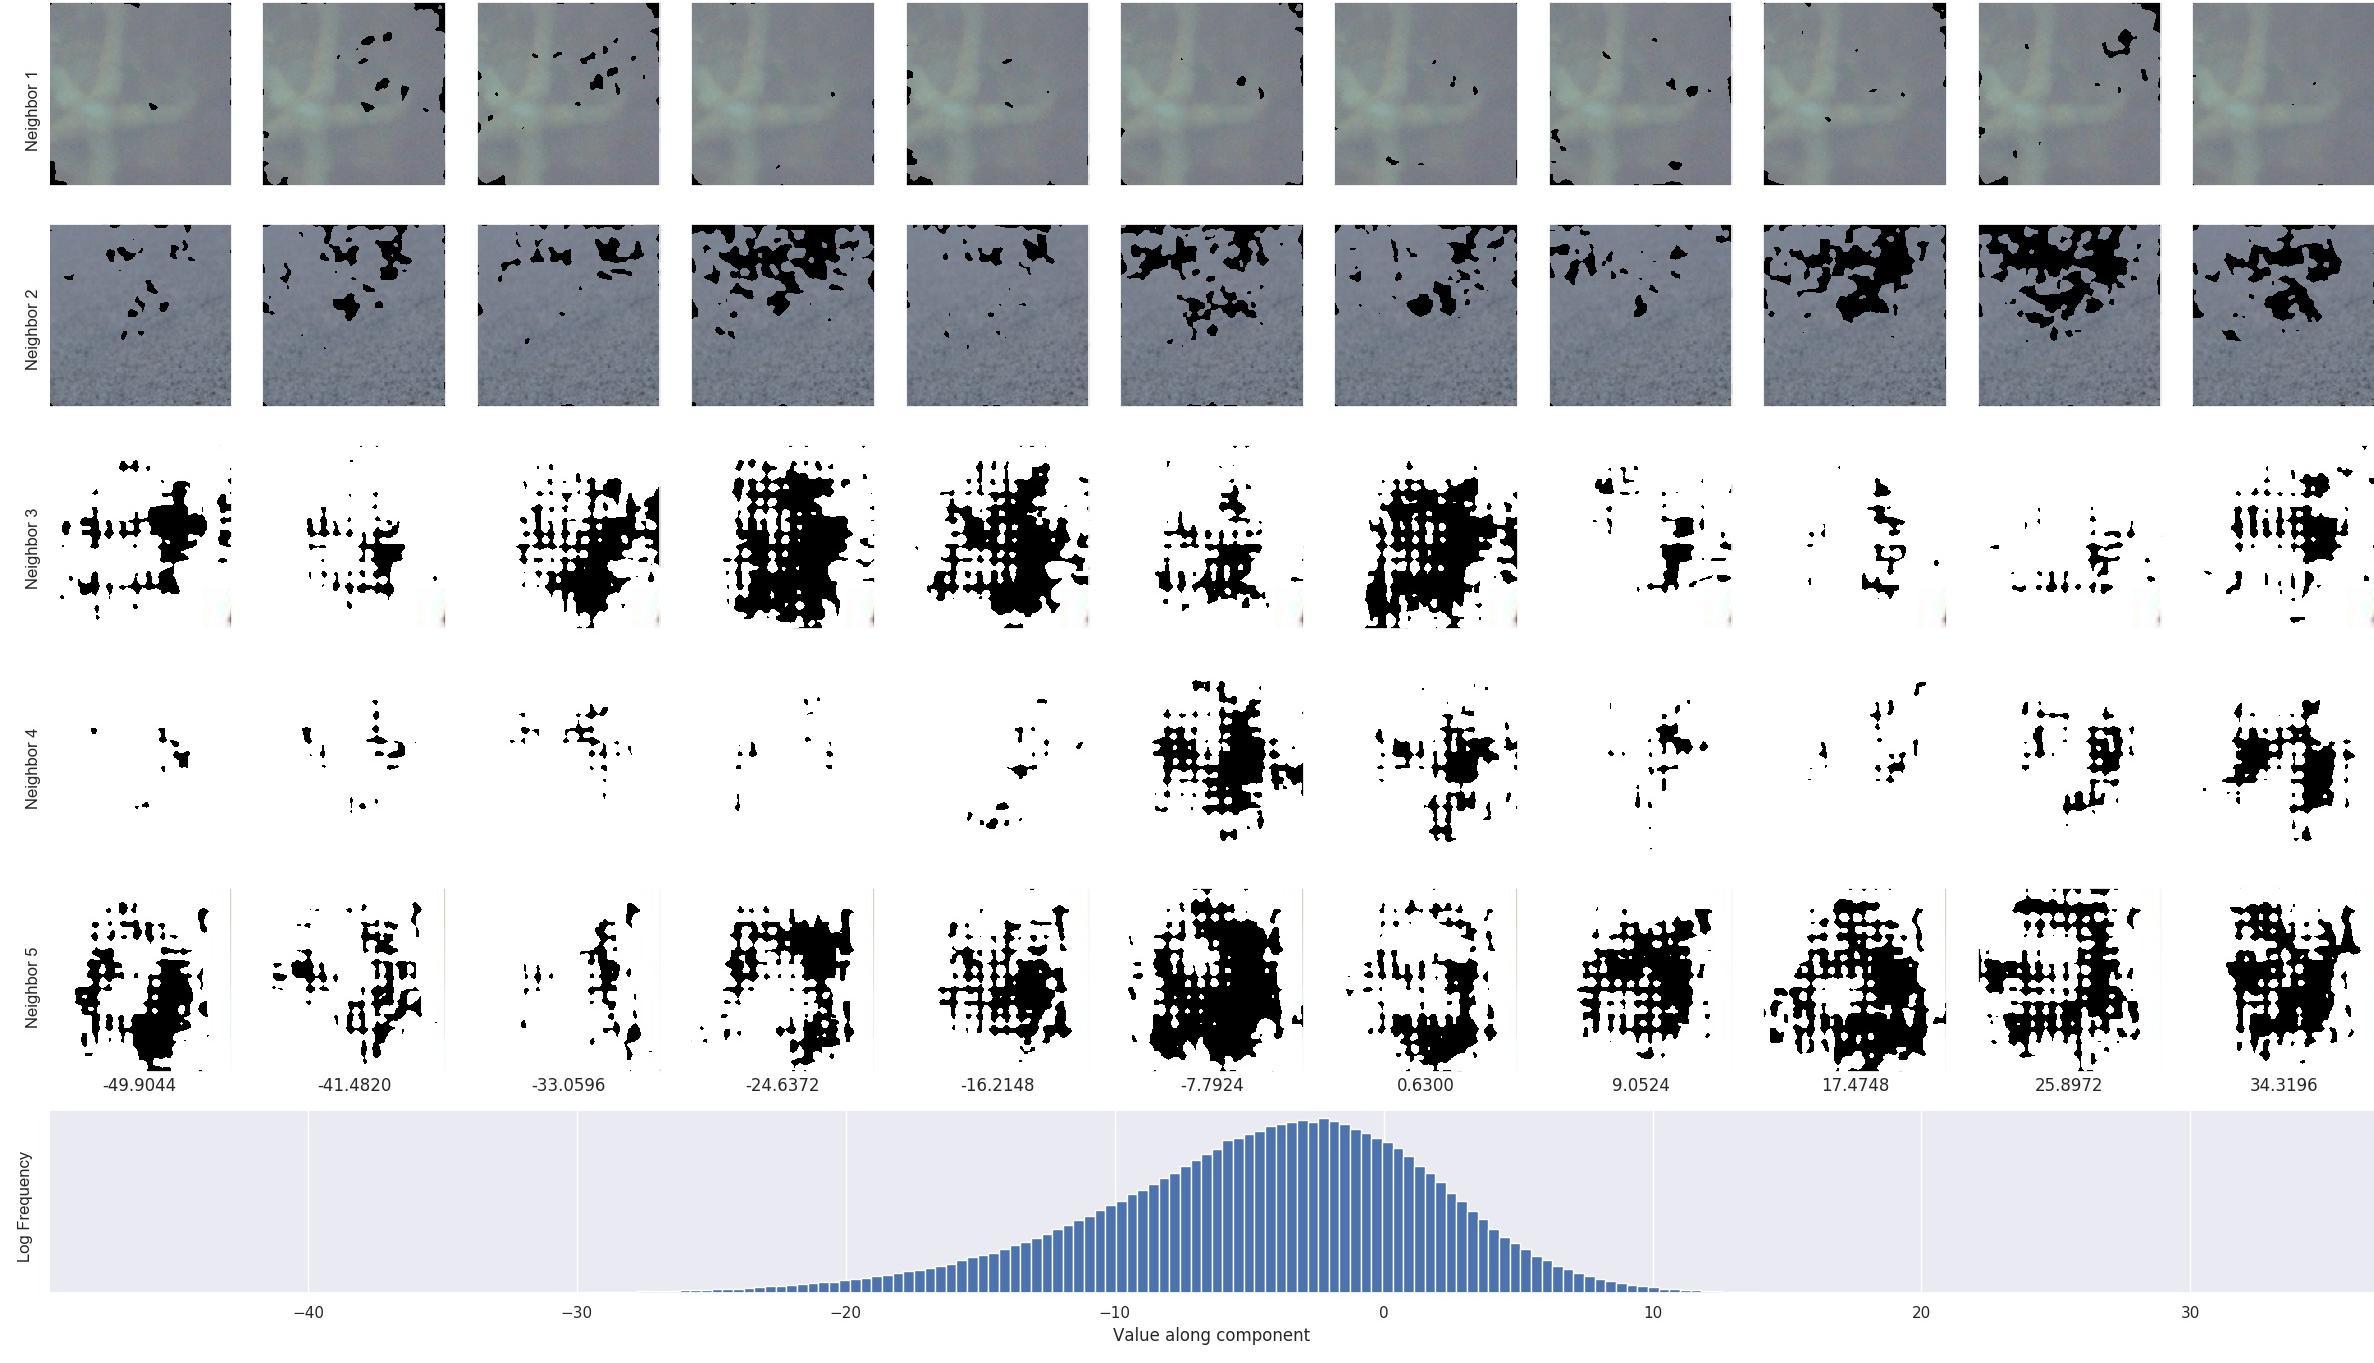 Neighbor 1
Neighbor 2
Neighbor 3
Neighbor 4
Neighbor 5
-49.9044 -41.4820 -33.0596 -24.6372 -16.2148 -7.7924 0.6300 9.0524 17.4748 25.8972 34.3196
Log Frequency
−40 −30 −20 −10 0 10 20 30
Value along component